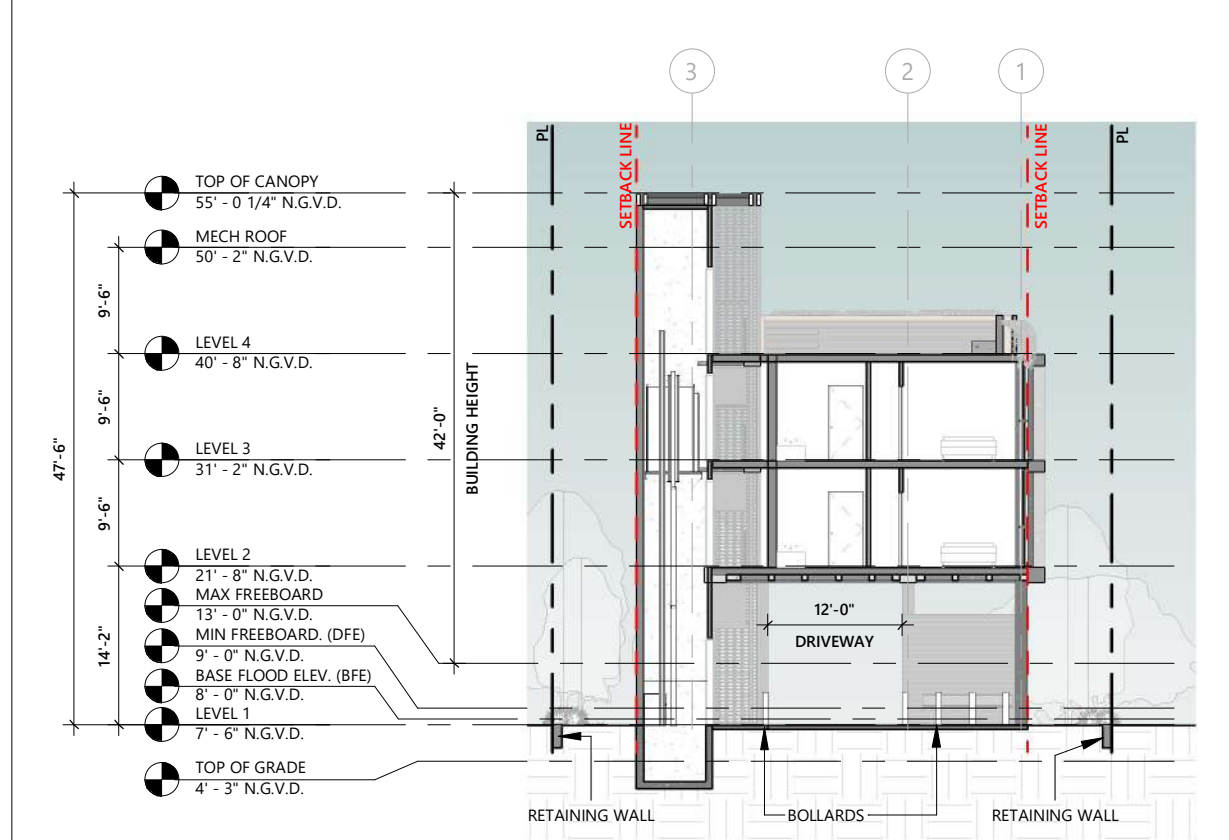 3
2
1
PL
SETBACK LINE
SETBACK LINE
PL
TOP OF CANOPY
55' - 0 1/4" N.G.V.D.
MECH ROOF
50' - 2" N.G.V.D.
9'-6"
LEVEL 4
40' - 8" N.G.V.D.
9'-6"
47'-6"
42'-0"
BUILDING HEIGHT
LEVEL 3
31' - 2" N.G.V.D.
9'-6"
LEVEL 2
21' - 8" N.G.V.D.
MAX FREEBOARD
13' - 0" N.G.V.D.
14'-2"
MIN FREEBOARD. (DFE)
9' - 0" N.G.V.D.
BASE FLOOD ELEV. (BFE)
8' - 0" N.G.V.D.
LEVEL 1
7' - 6" N.G.V.D.
TOP OF GRADE
4' - 3" N.G.V.D.
12'-0"
DRIVEWAY
RETAINING WALL
BOLLARDS
RETAINING WALL